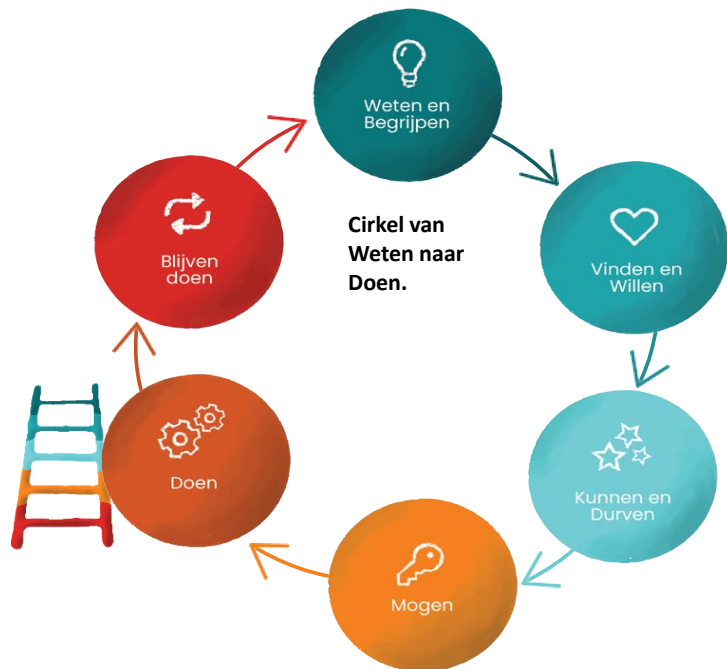 Weten en
Begrijpen
Vinden en
Willen
Kunnen en
Durven
Mogen
Doen
Blijven
doen
Cirkel van
Weten naar
Doen.